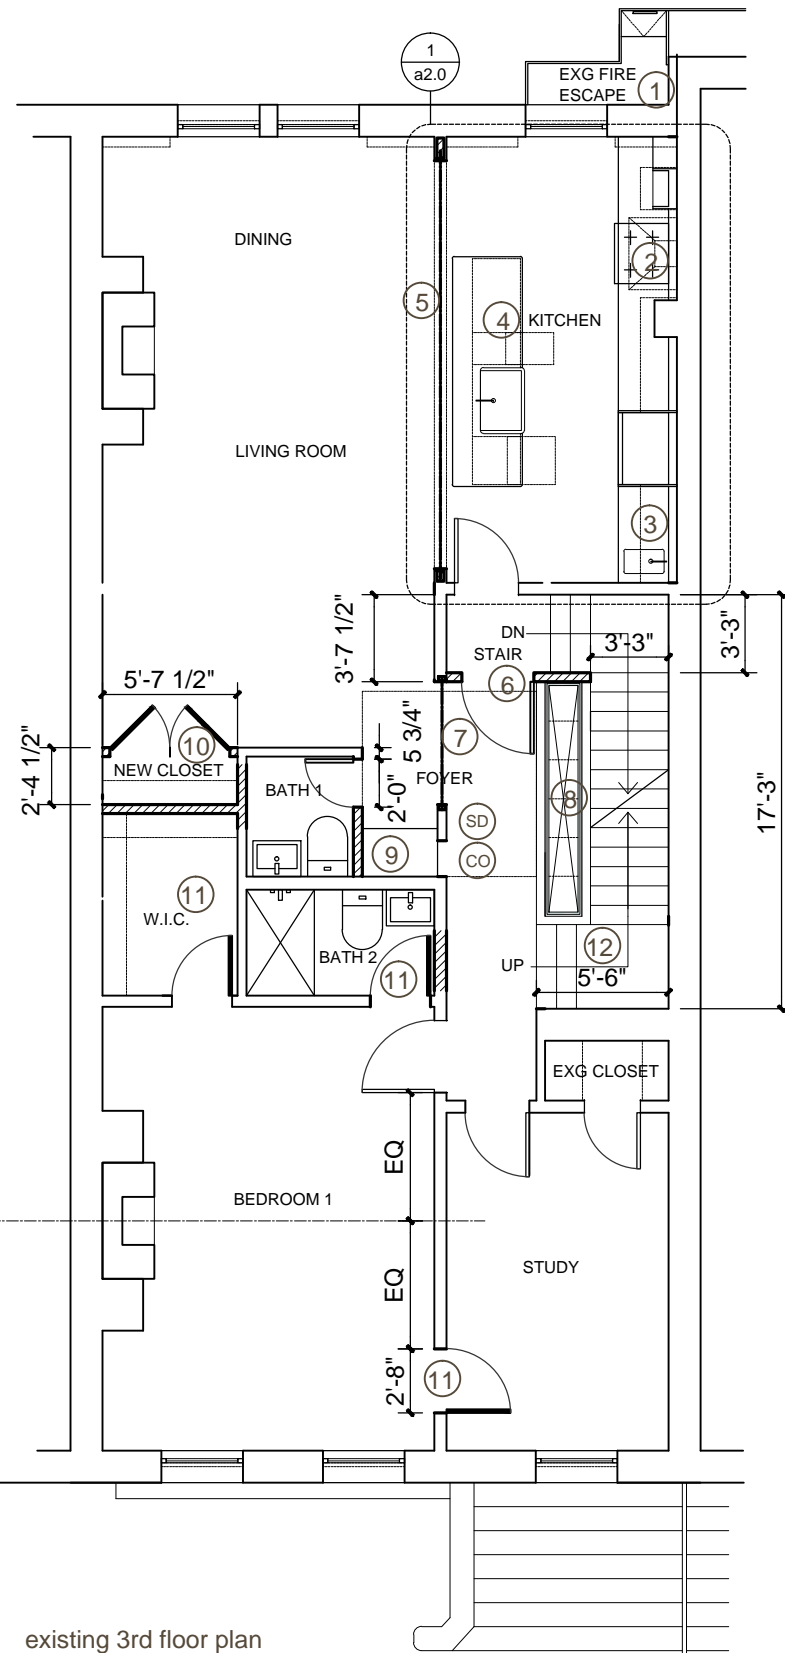 1
a2.0
EXG FIRE
ESCAPE
1
DINING
2
5
4
KITCHEN
LIVING ROOM
3
3'-7 1/2"
DN
STAIR
3'-3"
3'-3"
5'-7 1/2"
6
10
7
5 3/4"
NEW CLOSET
FOYER
2'-4 1/2"
BATH 1
2'-0"
8
17'-3"
SD
9
CO
11
W.I.C.
BATH 2
11
UP
12
5'-6"
EXG CLOSET
EQ
BEDROOM 1
STUDY
EQ
2'-8"
11
existing 3rd floor plan